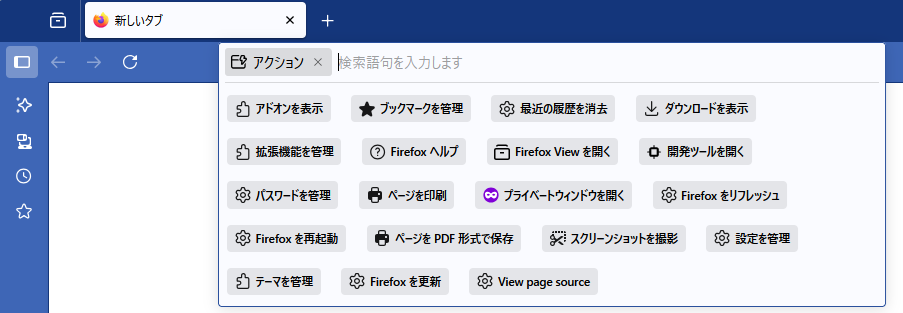 新しいタブ
アクション 検索語句を入力します
アドオンを表示 ブックマークを管理 最近の履歴を消去 ダウンロードを表示
拡張機能を管理 Firefox ヘルプ Firefox View を開く 開発ツールを開く
パスワードを管理 ページを印刷 プライベートウィンドウを開く Firefox をリフレッシュ
Firefox を再起動 ページを PDF 形式で保存 スクリーンショットを撮影 設定を管理
テーマを管理 Firefox を更新 View page source